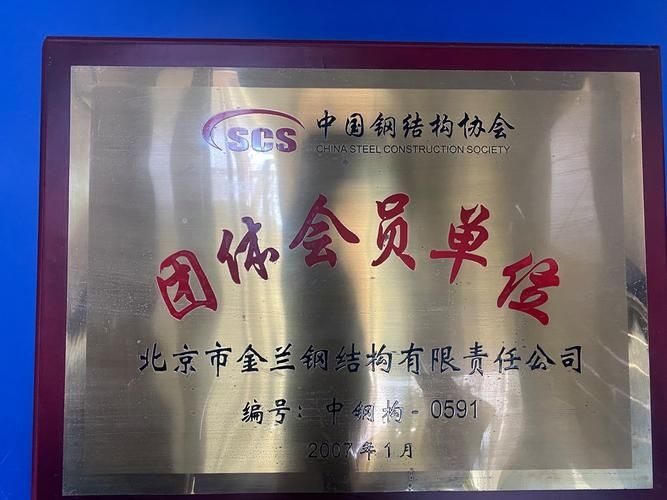 SCS 中国钢结构协会
CHINA STEEL CONSTRUCTION SOCIETY
团体会员单位
北京市金兰钢结构有限责任公司
编号：中钢构-0591
2007年1月